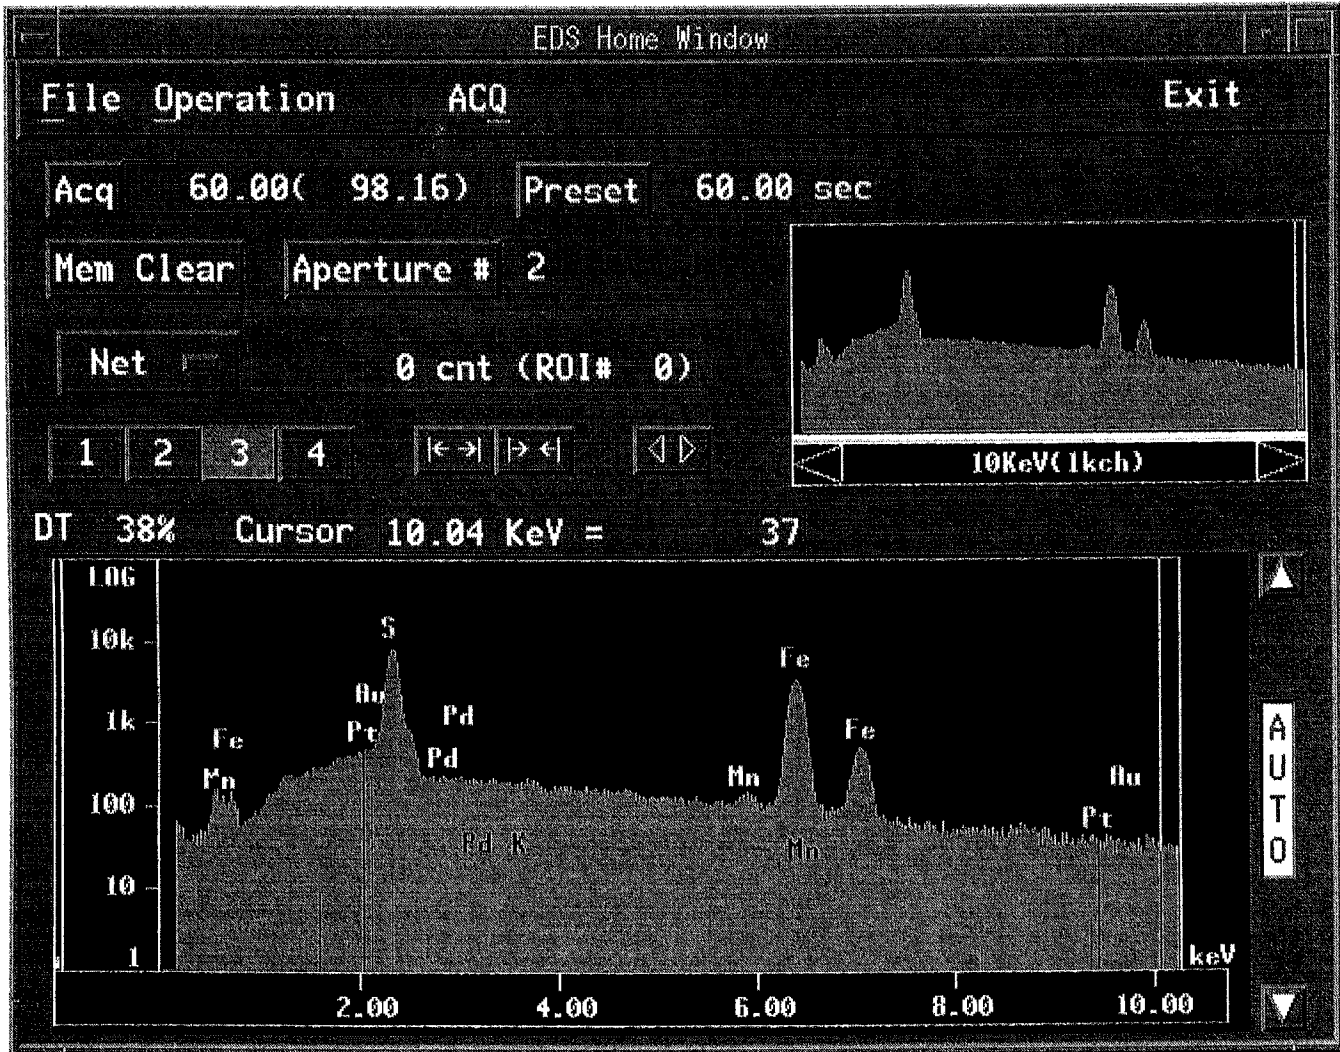 EDS Home Window
File Operation ACQ Exit
Acq 60.00( 98.16) Preset 60.00 sec
Mem Clear Aperture # 2
Net 0 cnt (ROI# 0)
1 2 3 4 |←→| |→←| ◁ ▷
10KeV(1kch)
DT 38% Cursor 10.04 KeV = 37
LOG
10k
1k
100
10
1
S
Au
Pt
Pd
Pd
Fe
Mn
Fe
Fe
Mn
Au
Pt
Pd K
Mn
AUTO
keV
2.00 4.00 6.00 8.00 10.00